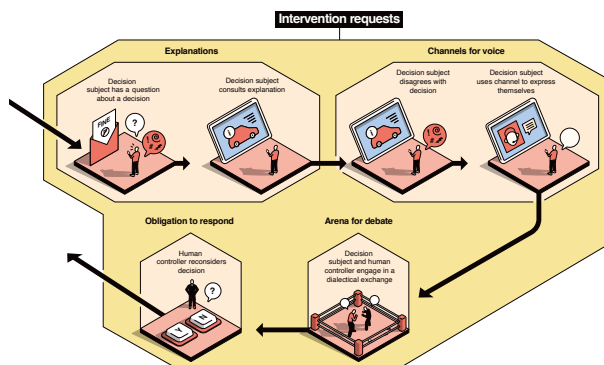 Intervention requests
Explanations
Channels for voice
Decision
subject has a question
about a decision
Decision subject
consults explanation
Decision subject
disagrees with
decision
Decision subject
uses channel to express
themselves
FINE
?
!
@
#
i
i
!
@
#
Obligation to respond
Arena for debate
Human
controller reconsiders
decision
Decision
subject and human
controller engage in a
dialectical exchange
?
Y
N